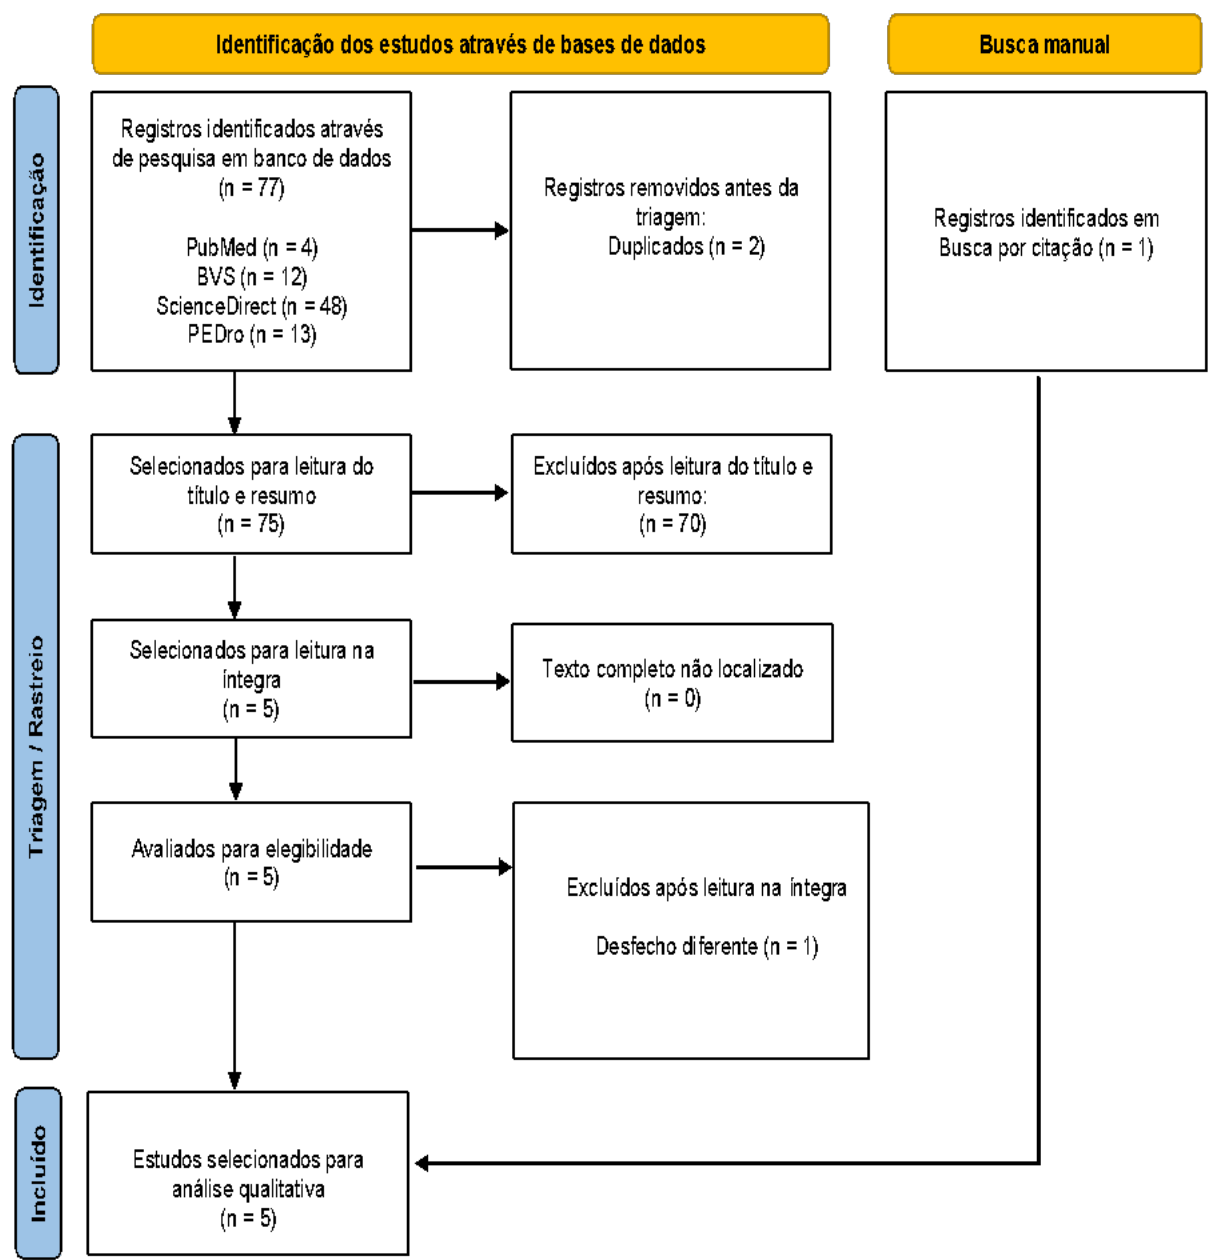 Identificação dos estudos através de bases de dados
Busca manual
Identificação
Registros identificados através
de pesquisa em banco de dados
(n = 77)
PubMed (n = 4)
BVS (n = 12)
ScienceDirect (n = 48)
PEDro (n = 13)
Registros removidos antes da
triagem:
Duplicados (n = 2)
Registros identificados em
Busca por citação (n = 1)
Triagem / Rastreio
Selecionados para leitura do
título e resumo
(n = 75)
Excluídos após leitura do título e
resumo:
(n = 70)
Selecionados para leitura na
íntegra
(n = 5)
Texto completo não localizado
(n = 0)
Avaliados para elegibilidade
(n = 5)
Excluídos após leitura na íntegra
Desfecho diferente (n = 1)
Incluído
Estudos selecionados para
análise qualitativa
(n = 5)